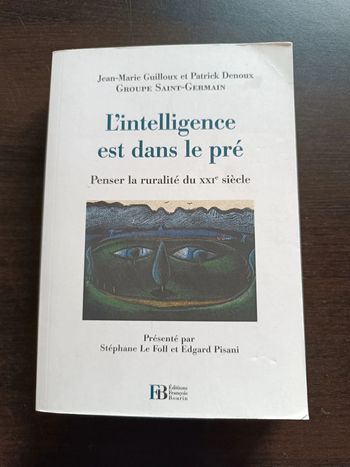 Jean-Marie Guilloux et Patrick Denoux
Groupe Saint-Germain
L'intelligence
est dans le pré
Penser la ruralité du XXIe siècle
Présenté par
Stéphane Le Foll et Edgard Pisani
FB
Éditions
François
Bourin